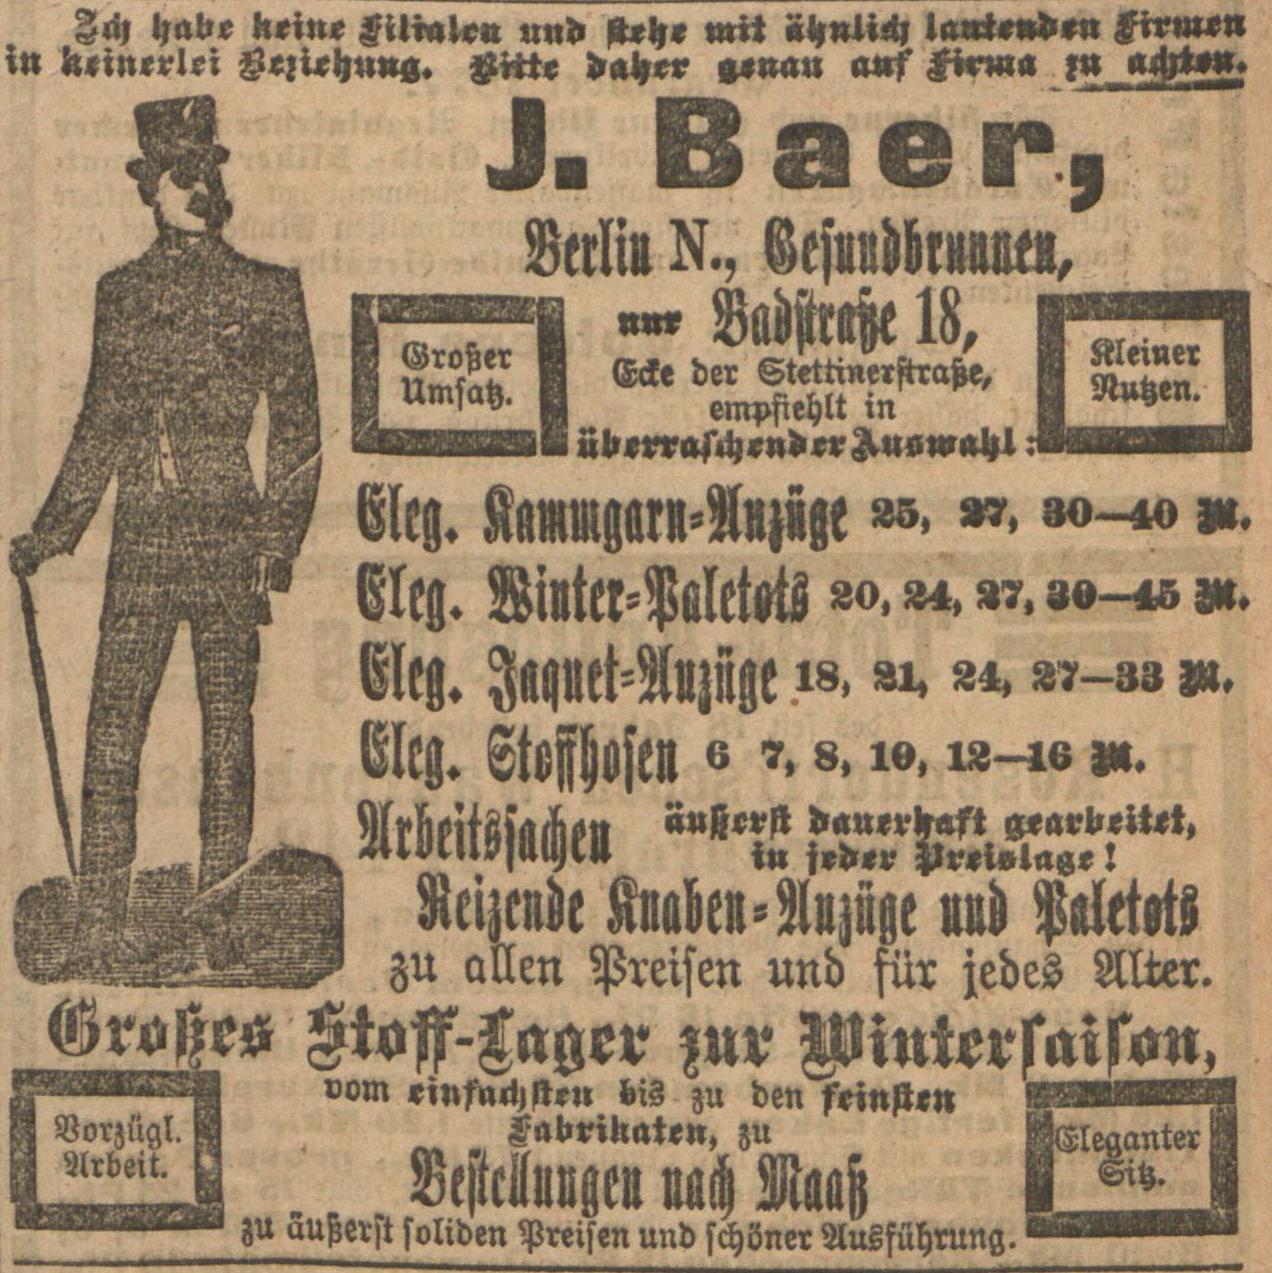 Ich habe keine Filialen und stehe mit ähnlich lautenden Firmen
in keinerlei Beziehung. Bitte daher genau auf Firma zu achten.
J. Baer,
Berlin N., Gesundbrunnen,
nur Badstraße 18,
Ecke der Stettinerstraße,
empfiehlt in
überraschender Auswahl:
Großer
Umsatz.
Kleiner
Nutzen.
Eleg. Kammgarn-Anzüge 25, 27, 30—40 M.
Eleg. Winter-Paletots 20, 24, 27, 30—45 M.
Eleg. Jaquet-Anzüge 18, 21, 24, 27—33 M.
Eleg. Stoffhosen 6 7, 8, 10, 12—16 M.
Arbeitssachen äußerst dauerhaft gearbeitet,
in jeder Preislage!
Reizende Knaben-Anzüge und Paletots
zu allen Preisen und für jedes Alter.
Großes Stoff-Lager zur Wintersaison,
vom einfachsten bis zu den feinsten
Fabrikaten, zu
Bestellungen nach Maaß
zu äußerst soliden Preisen und schöner Ausführung.
Vorzügl.
Arbeit.
Eleganter
Sitz.